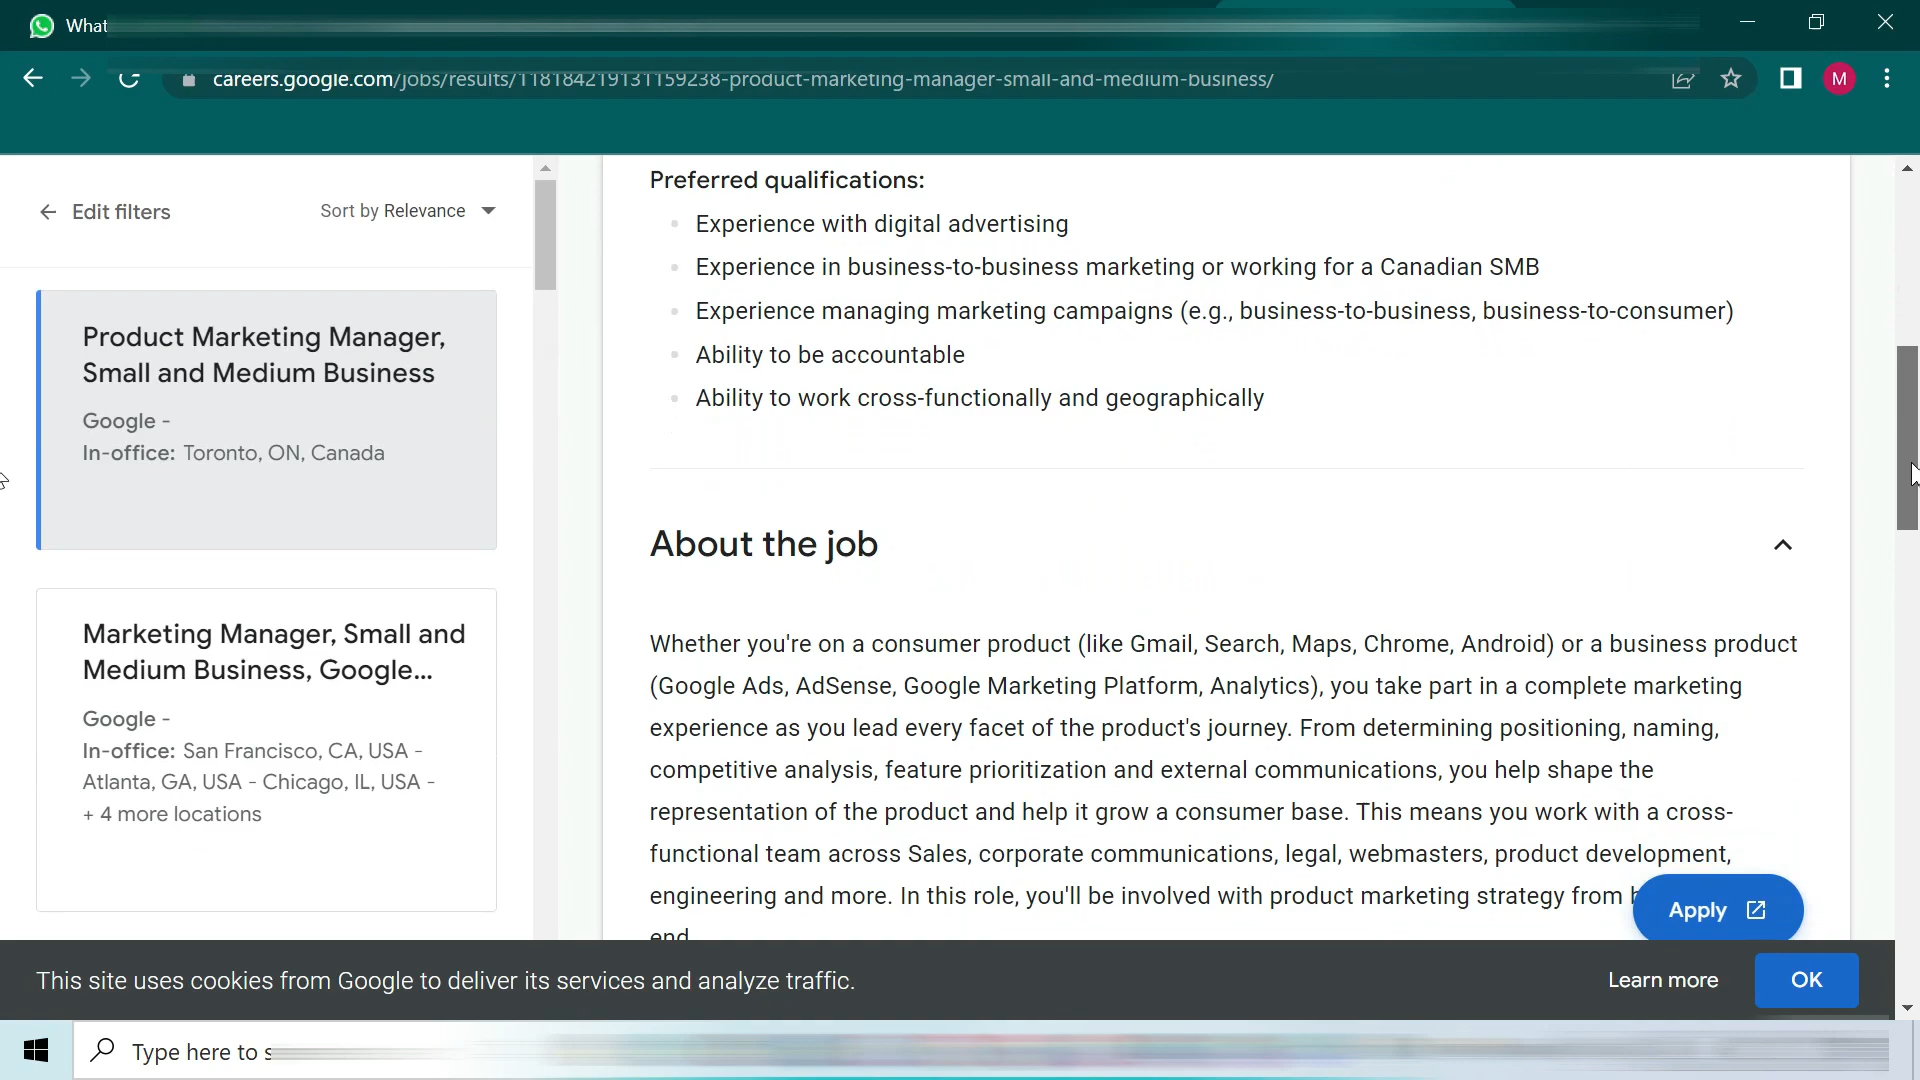 What
careers.google.com/jobs/results/118184219131159238-product-marketing-manager-small-and-medium-business/
M
Edit filters
Sort by Relevance
Product Marketing Manager,
Small and Medium Business
Google -
In-office: Toronto, ON, Canada
Marketing Manager, Small and
Medium Business, Google...
Google -
In-office: San Francisco, CA, USA -
Atlanta, GA, USA - Chicago, IL, USA -
+ 4 more locations
Preferred qualifications:
Experience with digital advertising
Experience in business-to-business marketing or working for a Canadian SMB
Experience managing marketing campaigns (e.g., business-to-business, business-to-consumer)
Ability to be accountable
Ability to work cross-functionally and geographically
About the job
Whether you're on a consumer product (like Gmail, Search, Maps, Chrome, Android) or a business product
(Google Ads, AdSense, Google Marketing Platform, Analytics), you take part in a complete marketing
experience as you lead every facet of the product's journey. From determining positioning, naming,
competitive analysis, feature prioritization and external communications, you help shape the
representation of the product and help it grow a consumer base. This means you work with a cross-
functional team across Sales, corporate communications, legal, webmasters, product development,
engineering and more. In this role, you'll be involved with product marketing strategy from
end
Apply
This site uses cookies from Google to deliver its services and analyze traffic.
Learn more
OK
Type here to s